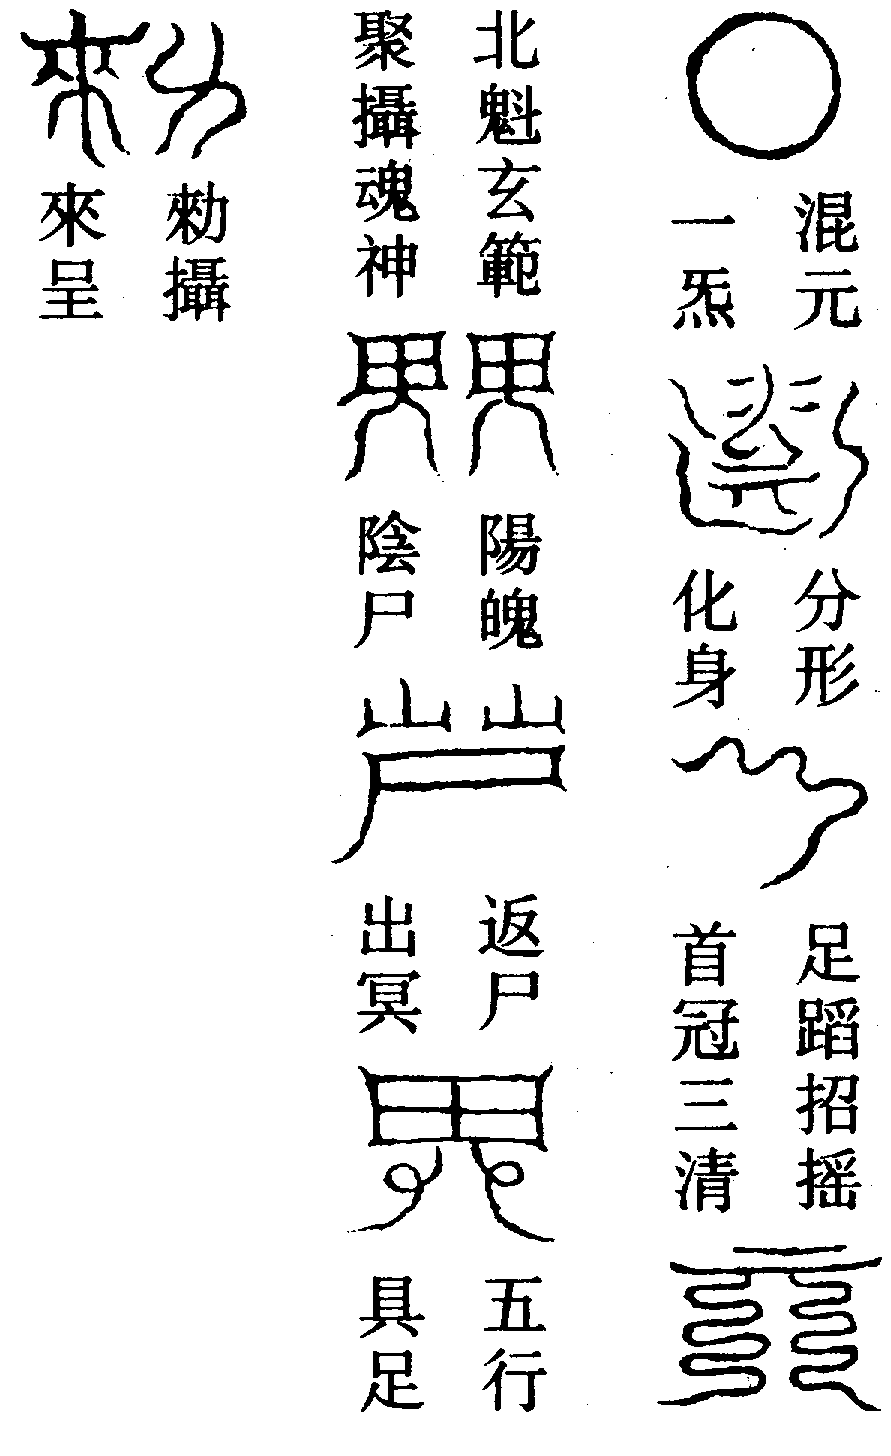 混元
一炁
分形
化身
足蹈招摇
首冠三清
北魁玄範
聚攝魂神
陽魄
陰尸
返尸
出冥
五行
具足
勑攝
來呈